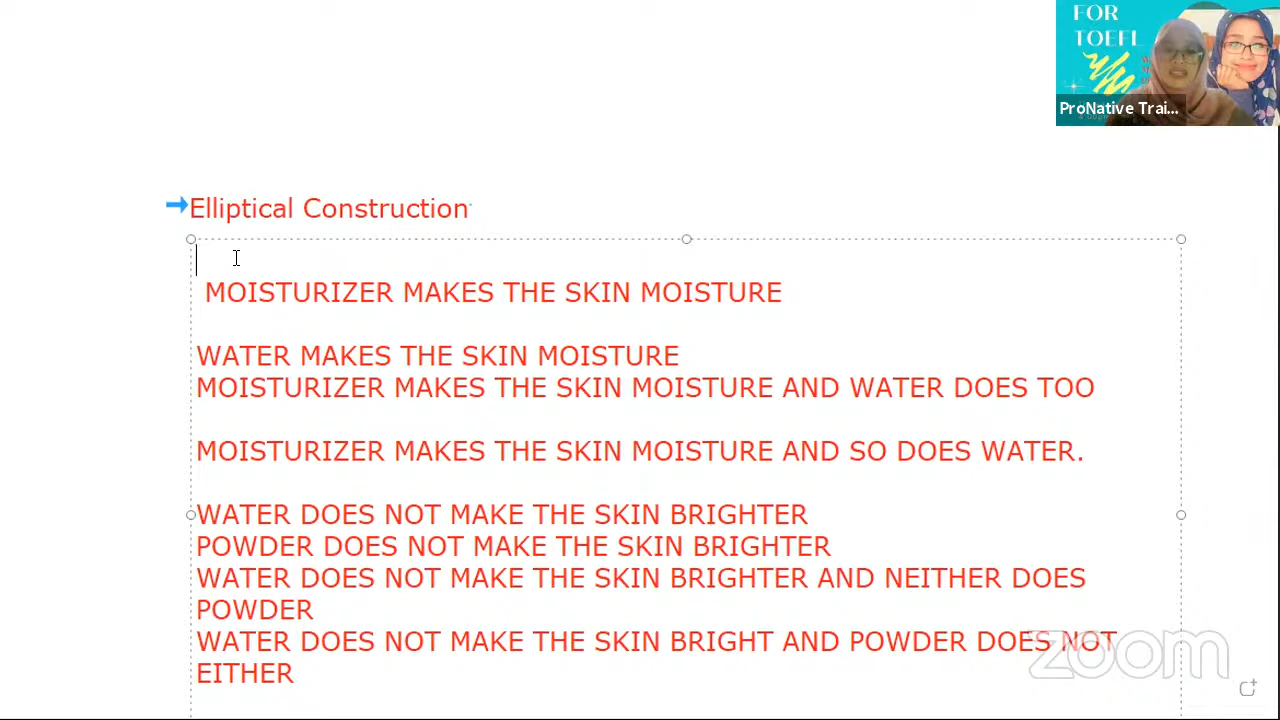 FOR
TOEFL
ProNative Trai...
Elliptical Construction
MOISTURIZER MAKES THE SKIN MOISTURE
WATER MAKES THE SKIN MOISTURE
MOISTURIZER MAKES THE SKIN MOISTURE AND WATER DOES TOO
MOISTURIZER MAKES THE SKIN MOISTURE AND SO DOES WATER.
WATER DOES NOT MAKE THE SKIN BRIGHTER
POWDER DOES NOT MAKE THE SKIN BRIGHTER
WATER DOES NOT MAKE THE SKIN BRIGHTER AND NEITHER DOES
POWDER
WATER DOES NOT MAKE THE SKIN BRIGHT AND POWDER DOES NOT
EITHER
zoom